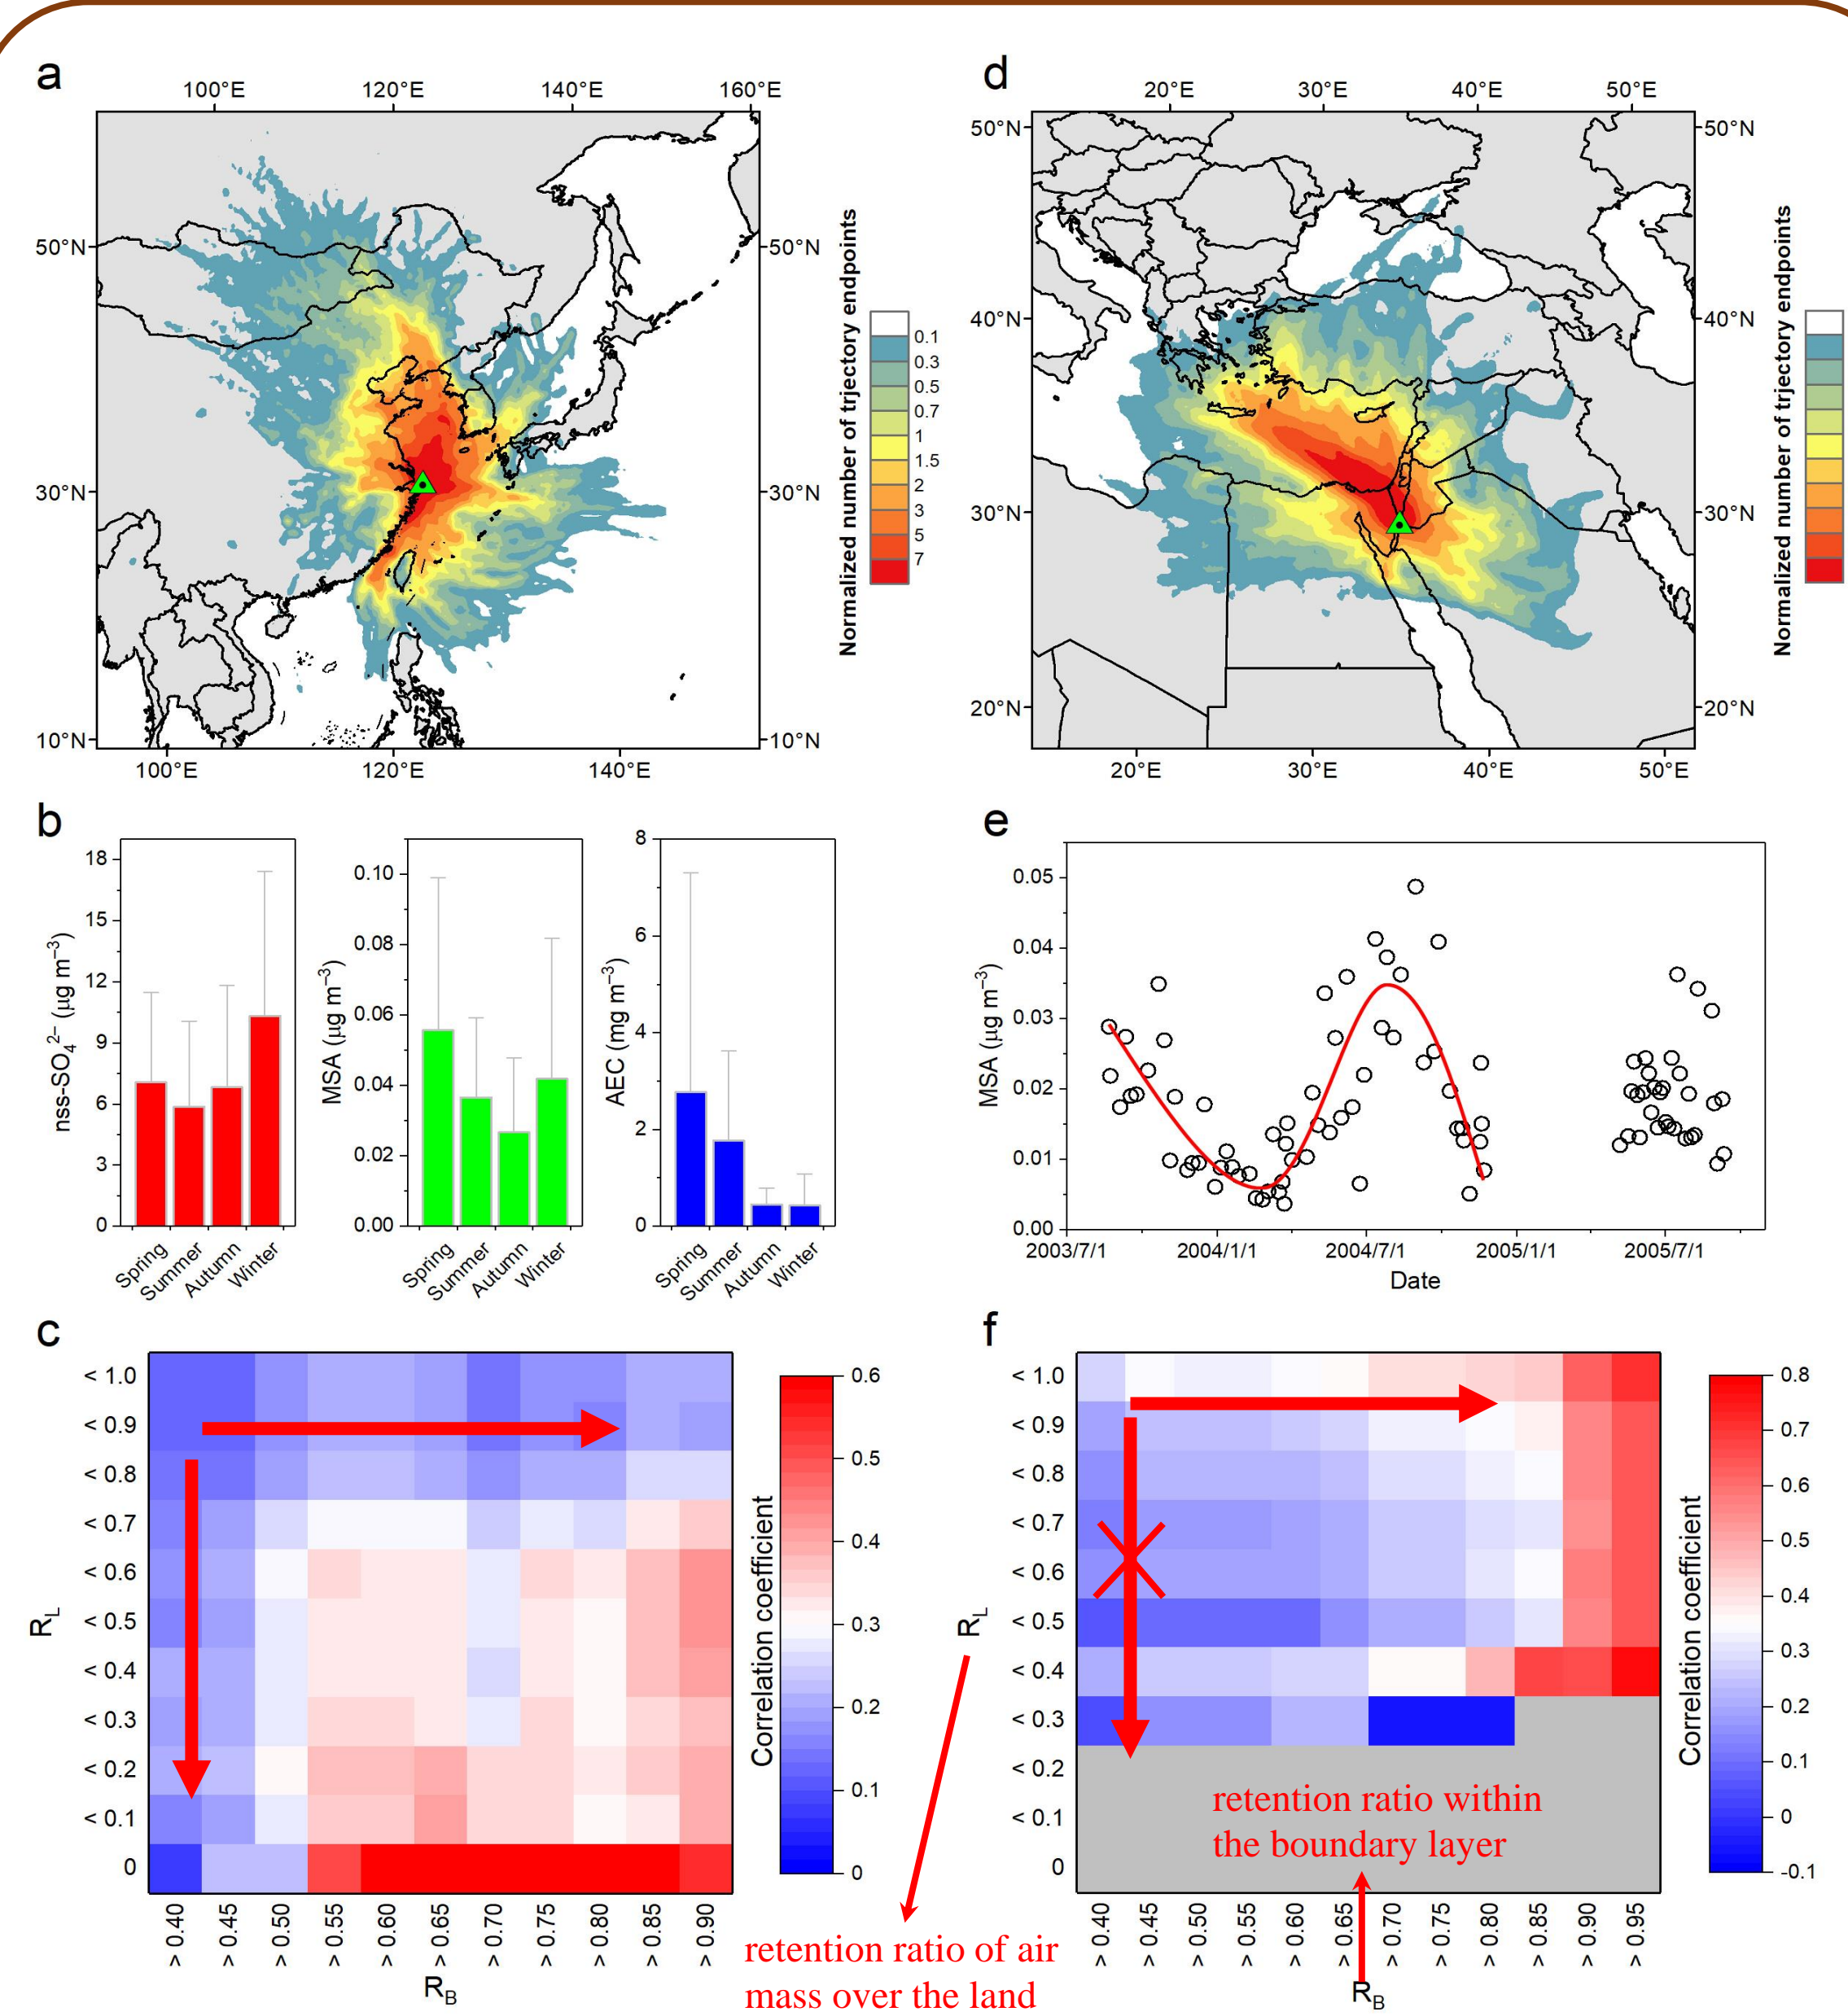 a
100°E 120°E 140°E 160°E
50°N 50°N
30°N 30°N
10°N 10°N
100°E 120°E 140°E
Normalized number of trjectory endpoints
0.1
0.3
0.5
0.7
1
1.5
2
3
5
7
d
20°E 30°E 40°E 50°E
50°N 50°N
40°N 40°N
30°N 30°N
20°N 20°N
20°E 30°E 40°E 50°E
Normalized number of trjectory endpoints
b
nss-SO₄²⁻ (μg m⁻³)
18
15
12
9
6
3
0
Spring Summer Autumn Winter
MSA (μg m⁻³)
0.10
0.08
0.06
0.04
0.02
0.00
Spring Summer Autumn Winter
AEC (mg m⁻³)
8
6
4
2
0
Spring Summer Autumn Winter
e
MSA (μg m⁻³)
0.05
0.04
0.03
0.02
0.01
0.00
2003/7/1 2004/1/1 2004/7/1 2005/1/1 2005/7/1
Date
c
R_L
< 1.0
< 0.9
< 0.8
< 0.7
< 0.6
< 0.5
< 0.4
< 0.3
< 0.2
< 0.1
0
> 0.40 > 0.45 > 0.50 > 0.55 > 0.60 > 0.65 > 0.70 > 0.75 > 0.80 > 0.85 > 0.90
R_B
Correlation coefficient
0.6
0.5
0.4
0.3
0.2
0.1
0
retention ratio of air
mass over the land
f
R_L
< 1.0
< 0.9
< 0.8
< 0.7
< 0.6
< 0.5
< 0.4
< 0.3
< 0.2
< 0.1
0
retention ratio within
the boundary layer
> 0.40 > 0.45 > 0.50 > 0.55 > 0.60 > 0.65 > 0.70 > 0.75 > 0.80 > 0.85 > 0.90 > 0.95
R_B
Correlation coefficient
0.8
0.7
0.6
0.5
0.4
0.3
0.2
0.1
0
-0.1